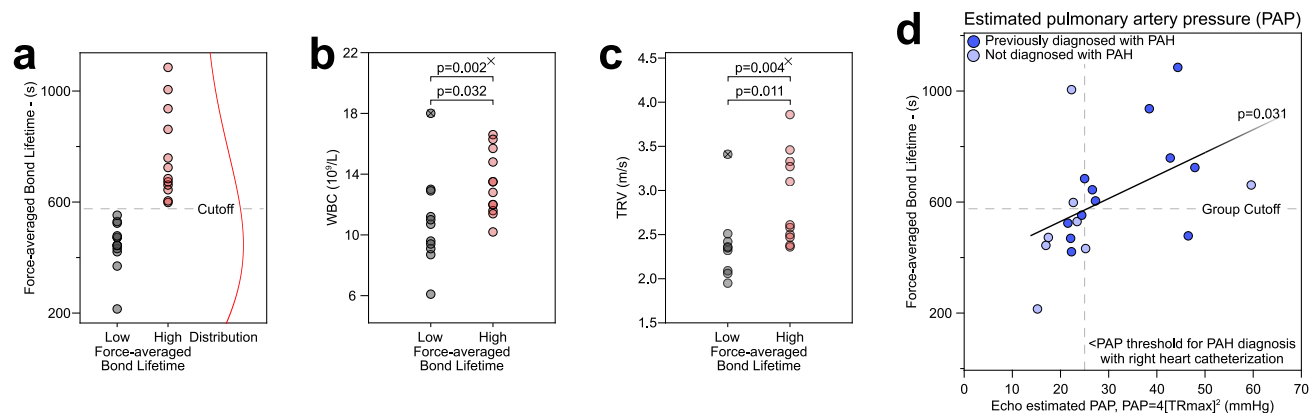 a
Force-averaged Bond Lifetime - (s)
1000
600
200
Cutoff
Low
High
Distribution
Force-averaged
Bond Lifetime
b
WBC (10⁹/L)
22
18
14
10
6
p=0.002×
p=0.032
Low
High
Force-averaged
Bond Lifetime
c
TRV (m/s)
4.5
4.0
3.5
3.0
2.5
2.0
1.5
p=0.004×
p=0.011
Low
High
Force-averaged
Bond Lifetime
d
Estimated pulmonary artery pressure (PAP)
Previously diagnosed with PAH
Not diagnosed with PAH
Force-averaged Bond Lifetime - (s)
1000
600
200
p=0.031
Group Cutoff
<PAP threshold for PAH diagnosis
with right heart catheterization
0 10 20 30 40 50 60 70
Echo estimated PAP, PAP=4[TRmax]² (mmHg)